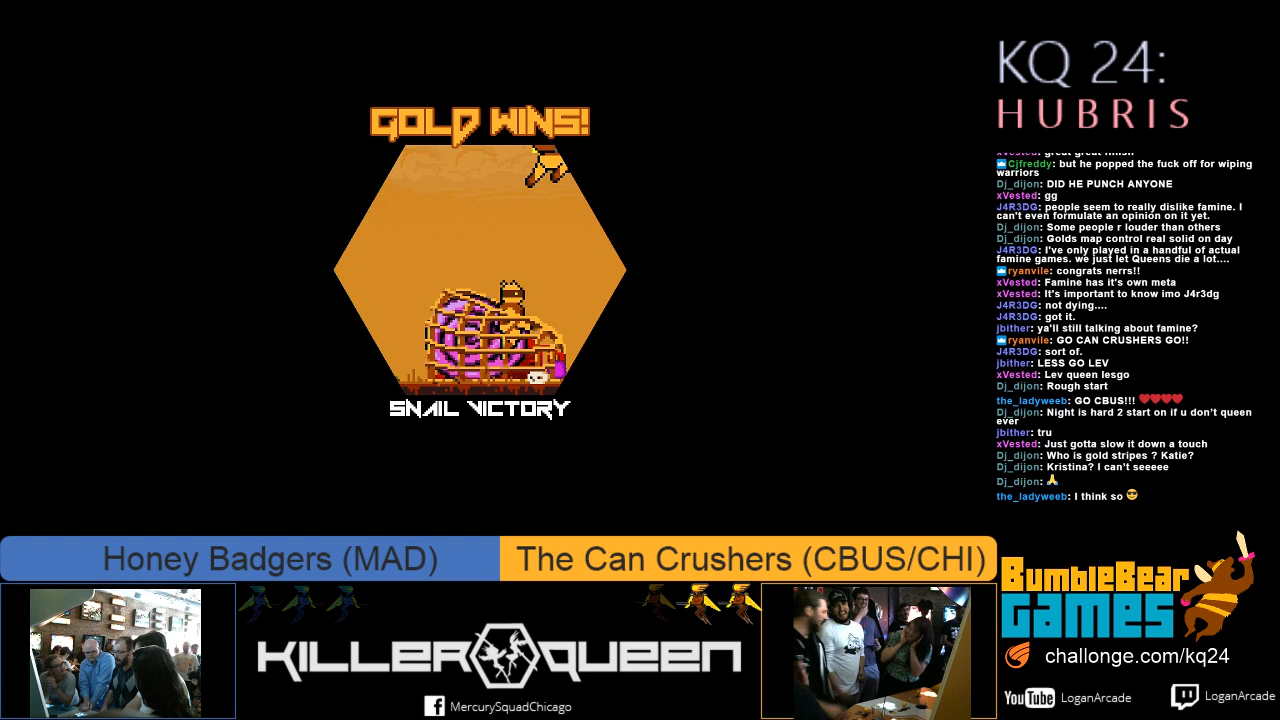 GOLD WINS!
SNAIL VICTORY
KQ 24:
HUBRIS
xVested: great great finish
Cjfreddy: but he popped the fuck off for wiping
warriors
Dj_dijon: DID HE PUNCH ANYONE
xVested: gg
J4R3DG: people seem to really dislike famine. I
can't even formulate an opinion on it yet.
Dj_dijon: Some people r louder than others
Dj_dijon: Golds map control real solid on day
J4R3DG: I've only played in a handful of actual
famine games. we just let Queens die a lot....
ryanvile: congrats nerrs!!
xVested: Famine has it's own meta
xVested: It's important to know imo J4r3dg
J4R3DG: not dying....
J4R3DG: got it.
jbither: ya'll still talking about famine?
ryanvile: GO CAN CRUSHERS GO!!
J4R3DG: sort of.
jbither: LESS GO LEV
xVested: Lev queen lesgo
Dj_dijon: Rough start
the_ladyweeb: GO CBUS!!! ❤❤❤❤
Dj_dijon: Night is hard 2 start on if u don't queen
ever
jbither: tru
xVested: Just gotta slow it down a touch
Dj_dijon: Who is gold stripes ? Katie?
Dj_dijon: Kristina? I can't seeeee
Dj_dijon: 🙏
the_ladyweeb: I think so 😎
Honey Badgers (MAD)
The Can Crushers (CBUS/CHI)
KILLER QUEEN
MercurySquadChicago
BumbleBear
Games
challonge.com/kq24
YouTube LoganArcade
LoganArcade